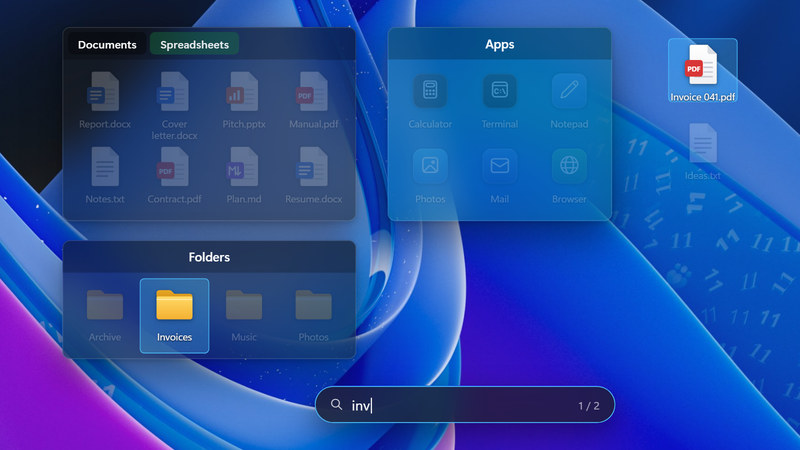 Documents Spreadsheets
Report.docx
Cover letter.docx
Pitch.pptx
PDF
Manual.pdf
Notes.txt
PDF
Contract.pdf
Plan.md
Resume.docx
Apps
Calculator
C:\
Terminal
Notepad
Photos
Mail
Browser
PDF
Invoice 041.pdf
Ideas.txt
Folders
Archive
Invoices
Music
Photos
inv
1 / 2